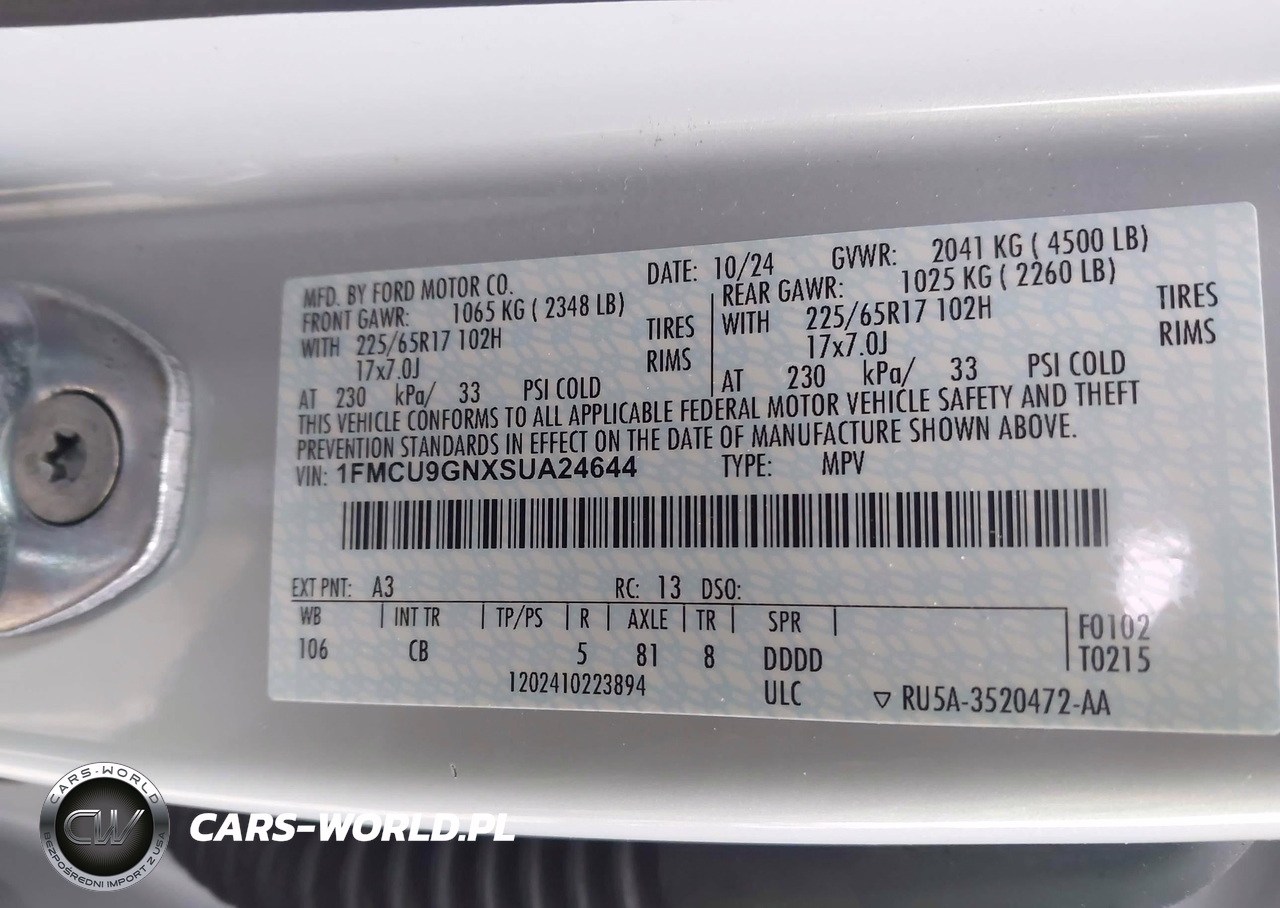 MFD. BY FORD MOTOR CO. DATE: 10/24 GVWR: 2041 KG ( 4500 LB)
FRONT GAWR: 1065 KG ( 2348 LB) REAR GAWR: 1025 KG ( 2260 LB)
WITH 225/65R17 102H TIRES WITH 225/65R17 102H TIRES
17x7.0J RIMS 17x7.0J RIMS
AT 230 kPa/ 33 PSI COLD AT 230 kPa/ 33 PSI COLD
THIS VEHICLE CONFORMS TO ALL APPLICABLE FEDERAL MOTOR VEHICLE SAFETY AND THEFT
PREVENTION STANDARDS IN EFFECT ON THE DATE OF MANUFACTURE SHOWN ABOVE.
VIN: 1FMCU9GNXSUA24644 TYPE: MPV
EXT PNT: A3 RC: 13 DSO:
WB INT TR TP/PS R AXLE TR SPR F0102
106 CB 5 81 8 DDDD T0215
1202410223894 ULC ▽ RU5A-3520472-AA
CARS-WORLD
CW
BEZPOŚREDNI IMPORT Z USA
CARS-WORLD.PL